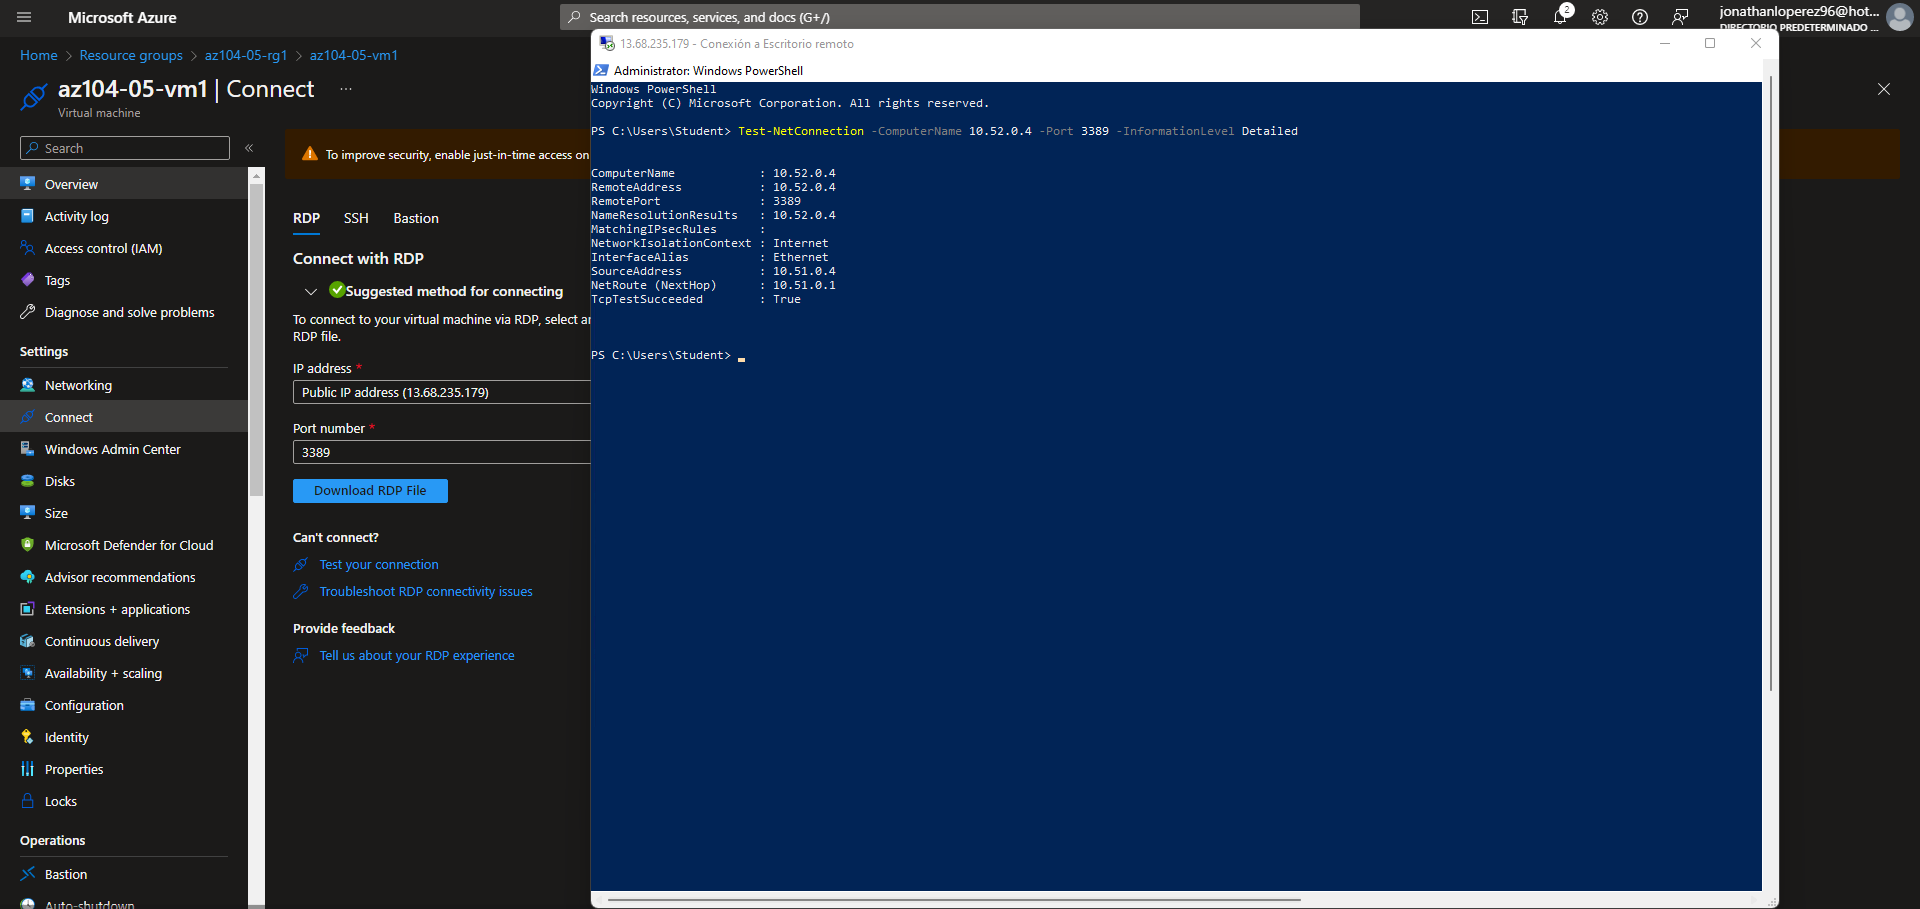 Microsoft Azure
Search resources, services, and docs (G+/)
2
jonathanloperez96@hot...
DIRECTORIO PREDETERMINADO ...
Home > Resource groups > az104-05-rg1 > az104-05-vm1
az104-05-vm1 | Connect ...
Virtual machine
Search
«
Overview
Activity log
Access control (IAM)
Tags
Diagnose and solve problems
Settings
Networking
Connect
Windows Admin Center
Disks
Size
Microsoft Defender for Cloud
Advisor recommendations
Extensions + applications
Continuous delivery
Availability + scaling
Configuration
Identity
Properties
Locks
Operations
Bastion
Auto-shutdown
To improve security, enable just-in-time access on
RDP SSH Bastion
Connect with RDP
Suggested method for connecting
To connect to your virtual machine via RDP, select an
RDP file.
IP address *
Public IP address (13.68.235.179)
Port number *
3389
Download RDP File
Can't connect?
Test your connection
Troubleshoot RDP connectivity issues
Provide feedback
Tell us about your RDP experience
13.68.235.179 - Conexión a Escritorio remoto
Administrator: Windows PowerShell
Windows PowerShell
Copyright (C) Microsoft Corporation. All rights reserved.
PS C:\Users\Student> Test-NetConnection -ComputerName 10.52.0.4 -Port 3389 -InformationLevel Detailed
ComputerName : 10.52.0.4
RemoteAddress : 10.52.0.4
RemotePort : 3389
NameResolutionResults : 10.52.0.4
MatchingIPsecRules :
NetworkIsolationContext : Internet
InterfaceAlias : Ethernet
SourceAddress : 10.51.0.4
NetRoute (NextHop) : 10.51.0.1
TcpTestSucceeded : True
PS C:\Users\Student>